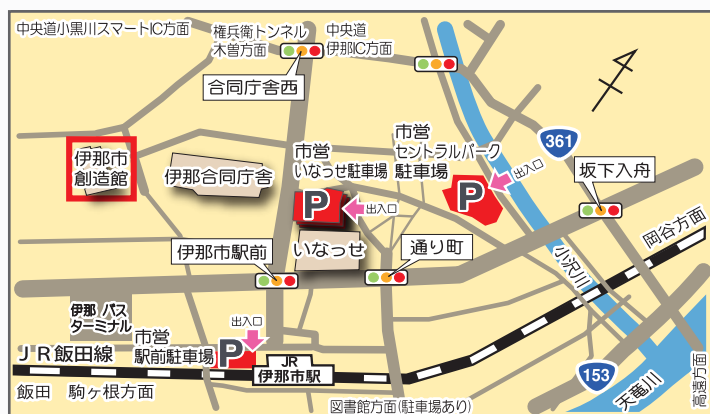 中央道小黒川スマートIC方面
権兵衛トンネル
木曽方面
中央道
伊那IC方面
合同庁舎西
361
伊那市
創造館
伊那合同庁舎
市営
いなっせ駐車場
P
出入口
市営
セントラルパーク
駐車場
P
出入口
坂下入舟
岡谷方面
伊那市駅前
いなっせ
通り町
小沢川
伊那 バス
ターミナル
市営
駅前駐車場
出入口
P
JR飯田線
JR
伊那市駅
153
天竜川
高遠方面
飯田 駒ヶ根方面
図書館方面(駐車場あり)